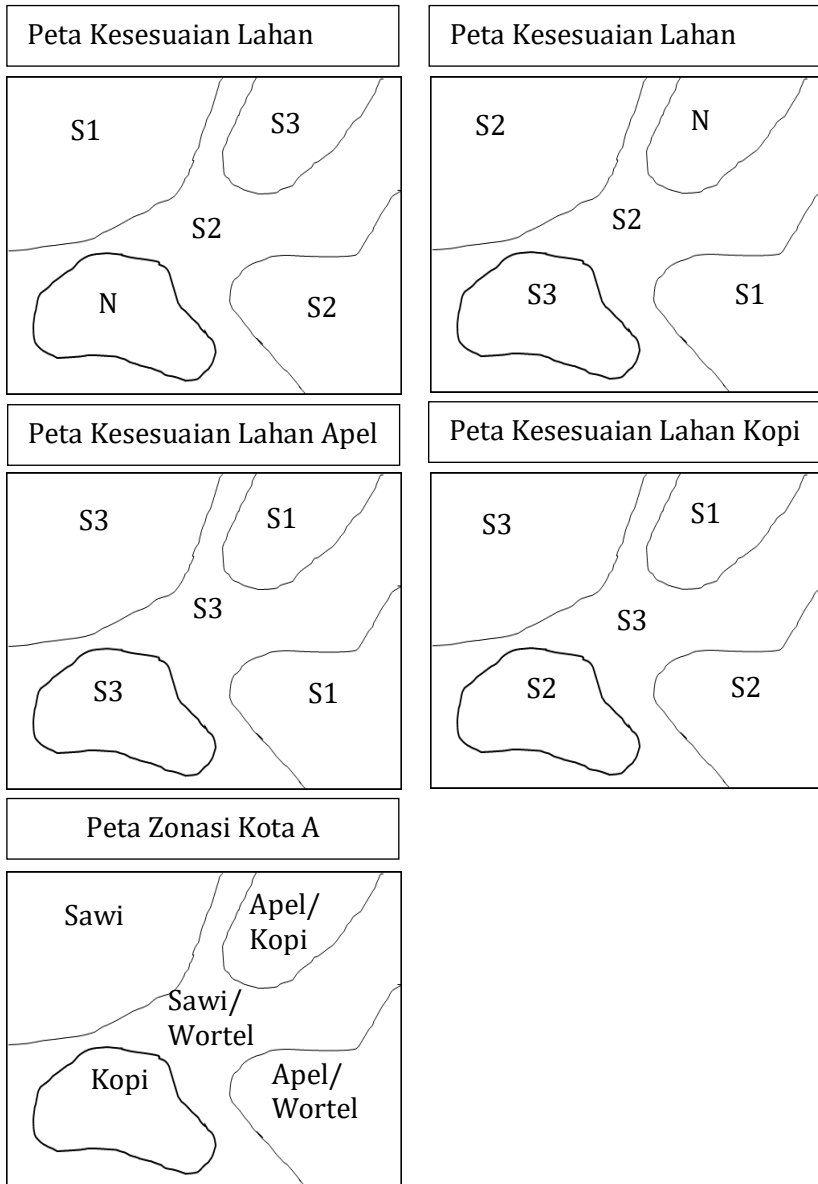 Peta Kesesuaian Lahan
S1
S3
S2
N
S2
Peta Kesesuaian Lahan
S2
N
S2
S3
S1
Peta Kesesuaian Lahan Apel
S3
S1
S3
S3
S1
Peta Kesesuaian Lahan Kopi
S3
S1
S3
S2
S2
Peta Zonasi Kota A
Sawi
Apel/
Kopi
Sawi/
Wortel
Kopi
Apel/
Wortel